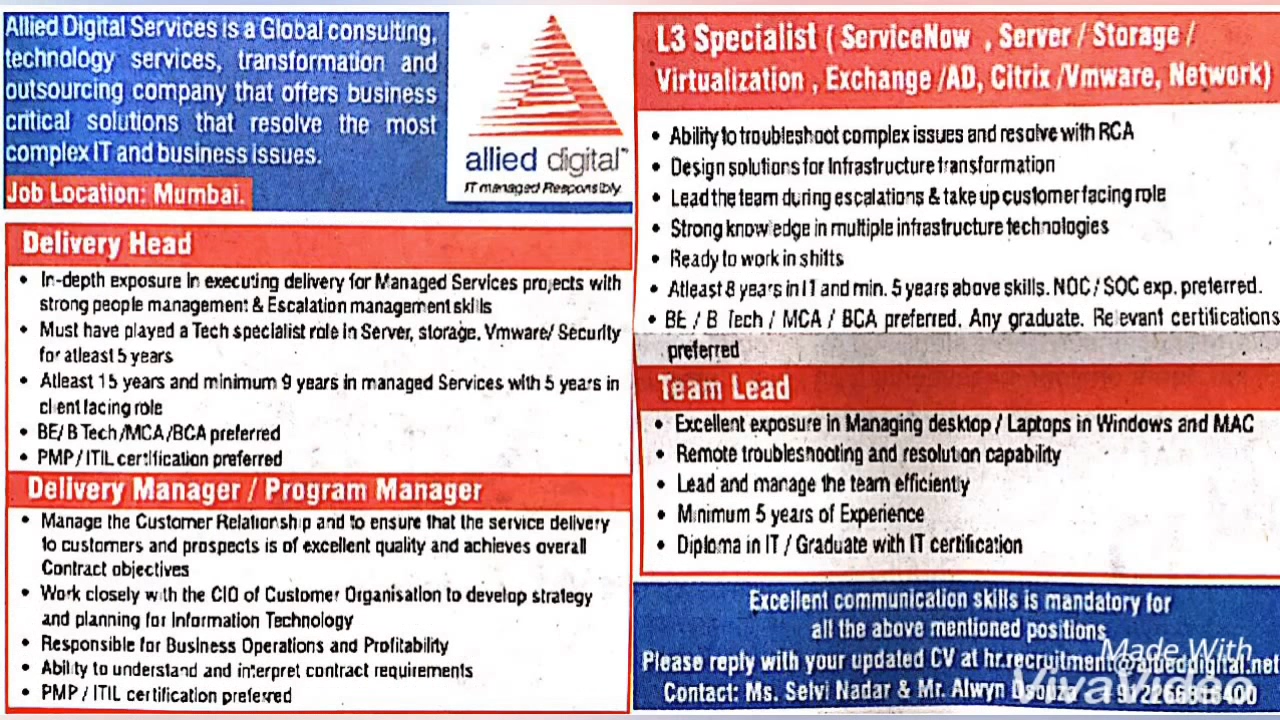 Allied Digital Services is a Global consulting,
technology services, transformation and
outsourcing company that offers business
critical solutions that resolve the most
complex IT and business issues.
Job Location: Mumbai.
allied digital™
IT managed Responsibly
Delivery Head
• In-depth exposure in executing delivery for Managed Services projects with
strong people management & Escalation management skills
• Must have played a Tech specialist role in Server, storage, Vmware/ Security
for atleast 5 years
• Atleast 15 years and minimum 9 years in managed Services with 5 years in
client facing role
• BE/ B Tech /MCA /BCA preferred
• PMP / ITIL certification preferred
Delivery Manager / Program Manager
• Manage the Customer Relationship and to ensure that the service delivery
to customers and prospects is of excellent quality and achieves overall
Contract objectives
• Work closely with the CIO of Customer Organisation to develop strategy
and planning for Information Technology
• Responsible for Business Operations and Profitability
• Ability to understand and interpret contract requirements
• PMP / ITIL certification preferred
L3 Specialist ( ServiceNow , Server / Storage /
Virtualization , Exchange /AD, Citrix /Vmware, Network)
• Ability to troubleshoot complex issues and resolve with RCA
• Design solutions for Infrastructure transformation
• Lead the team during escalations & take up customer facing role
• Strong knowledge in multiple infrastructure technologies
• Ready to work in shifts
• Atleast 8 years in IT and min. 5 years above skills. NOC / SOC exp. preferred.
• BE / B Tech / MCA / BCA preferred. Any graduate. Relevant certifications
preferred
Team Lead
• Excellent exposure in Managing desktop / Laptops in Windows and MAC
• Remote troubleshooting and resolution capability
• Lead and manage the team efficiently
• Minimum 5 years of Experience
• Diploma in IT / Graduate with IT certification
Excellent communication skills is mandatory for
all the above mentioned positions
Please reply with your updated CV at hr.recruitment@allieddigital.net
Contact: Ms. Selvi Nadar & Mr. Alwyn Dsouza
Made With
VivaVideo